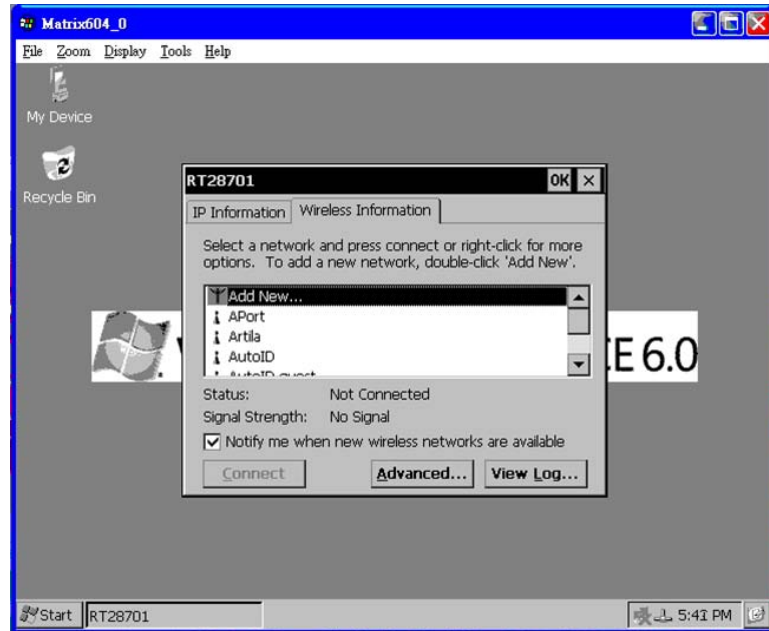 Matrix604_0
File Zoom Display Tools Help
My Device
Recycle Bin
RT28701 OK
IP Information Wireless Information
Select a network and press connect or right-click for more
options. To add a new network, double-click 'Add New'.
Add New...
APort
Artila
AutoID
AutoID guest
Status: Not Connected
Signal Strength: No Signal
Notify me when new wireless networks are available
Connect Advanced... View Log...
CE 6.0
Start RT28701 5:41 PM